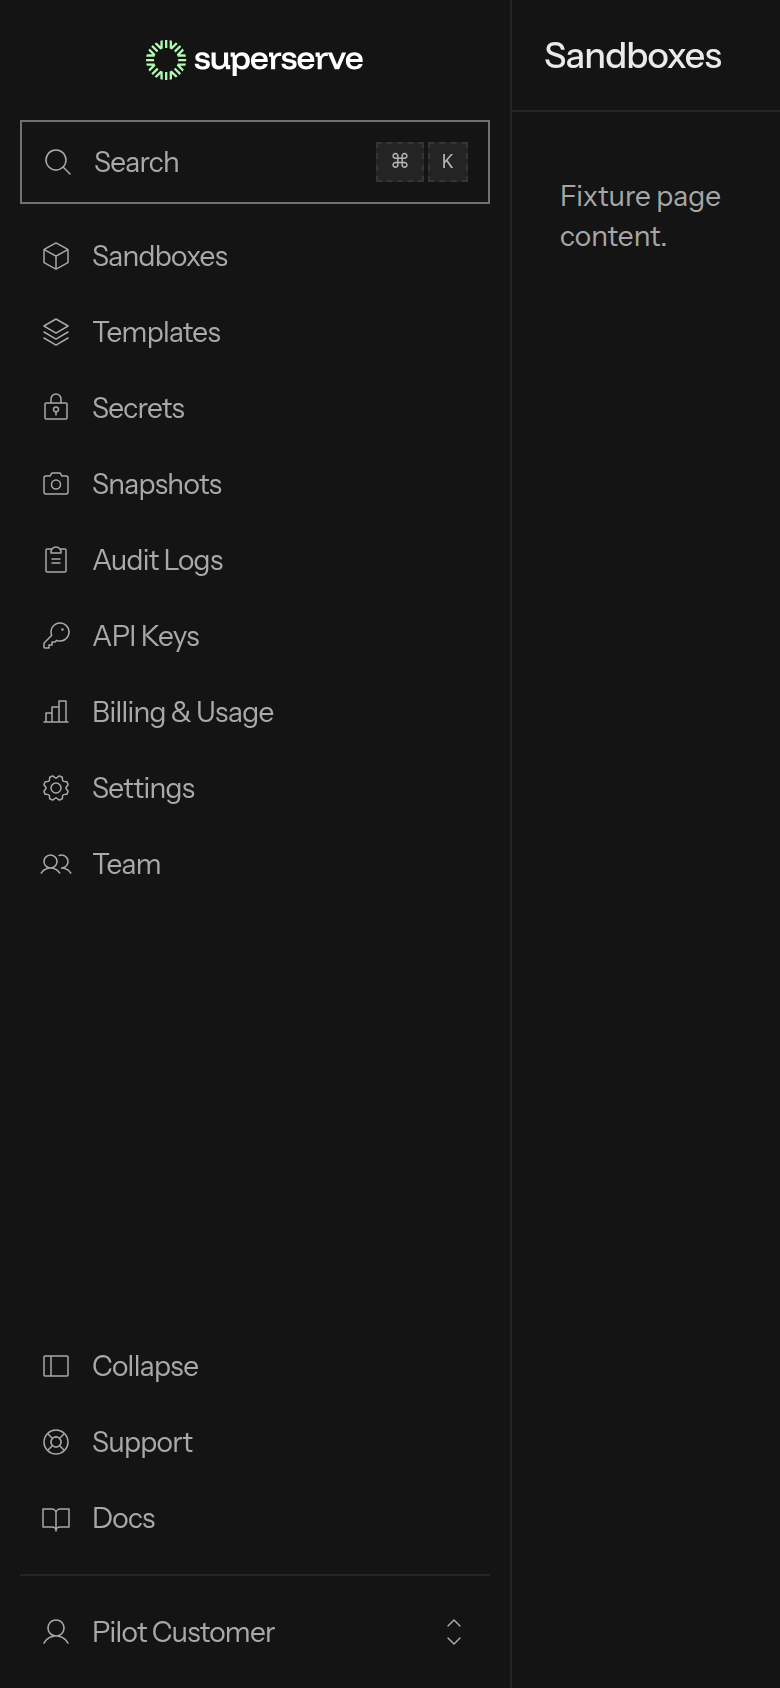 superserve
Search ⌘ K
Sandboxes
Templates
Secrets
Snapshots
Audit Logs
API Keys
Billing & Usage
Settings
Team
Collapse
Support
Docs
Pilot Customer
Sandboxes
Fixture page
content.